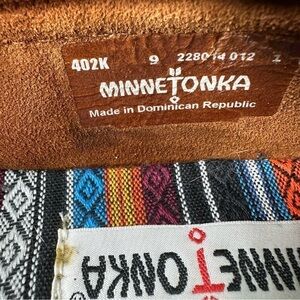 402K 9 228014 012
MINNETONKA
Made in Dominican Republic
MINNETONKA
®